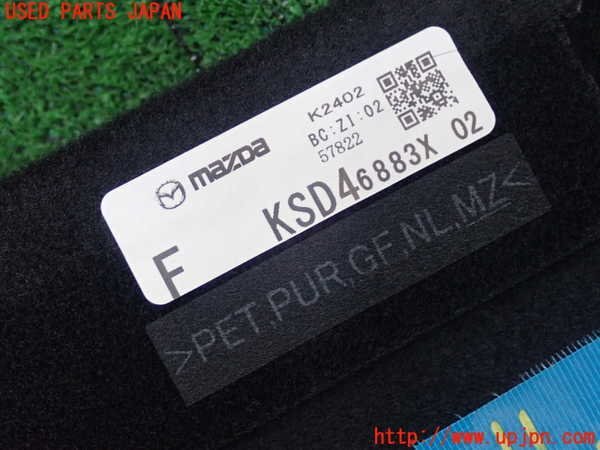 USED PARTS JAPAN
K2402
BC:Z1:02
57822
mazda
KSD46883X 02
F
>PET,PUR,GF,NL,MZ<
http://www.upjpn.com